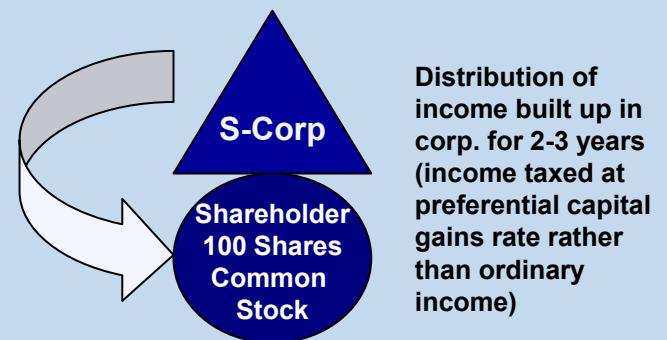 S-Corp
Shareholder
100 Shares
Common
Stock
Distribution of
income built up in
corp. for 2-3 years
(income taxed at
preferential capital
gains rate rather
than ordinary
income)